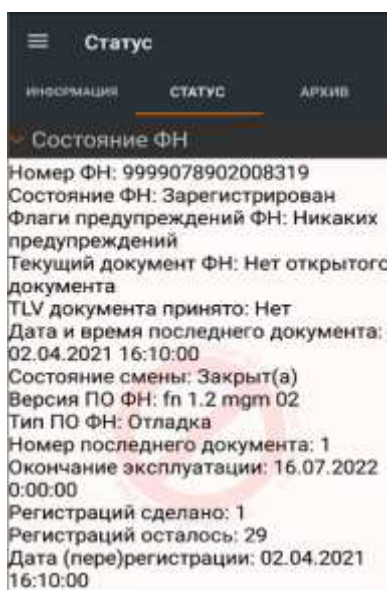 Статус
ИНФОРМАЦИЯ СТАТУС АРХИВ
Состояние ФН
Номер ФН: 9999078902008319
Состояние ФН: Зарегистрирован
Флаги предупреждений ФН: Никаких
предупреждений
Текущий документ ФН: Нет открытого
документа
TLV документа принято: Нет
Дата и время последнего документа:
02.04.2021 16:10:00
Состояние смены: Закрыт(а)
Версия ПО ФН: fn 1.2 mgm 02
Тип ПО ФН: Отладка
Номер последнего документа: 1
Окончание эксплуатации: 16.07.2022
0:00:00
Регистраций сделано: 1
Регистраций осталось: 29
Дата (пере)регистрации: 02.04.2021
16:10:00